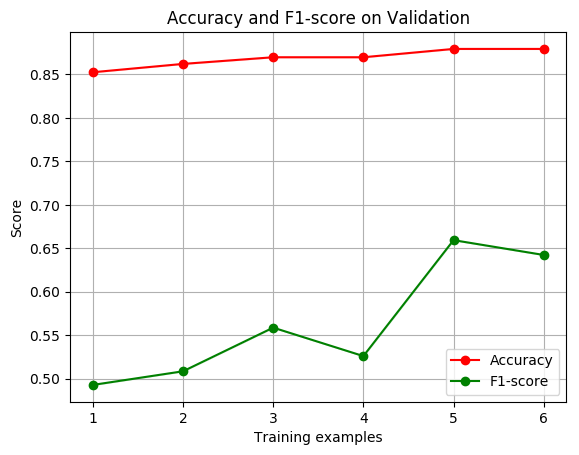 Accuracy and F1-score on Validation
Score
0.85
0.80
0.75
0.70
0.65
0.60
0.55
0.50
Accuracy
F1-score
1 2 3 4 5 6
Training examples